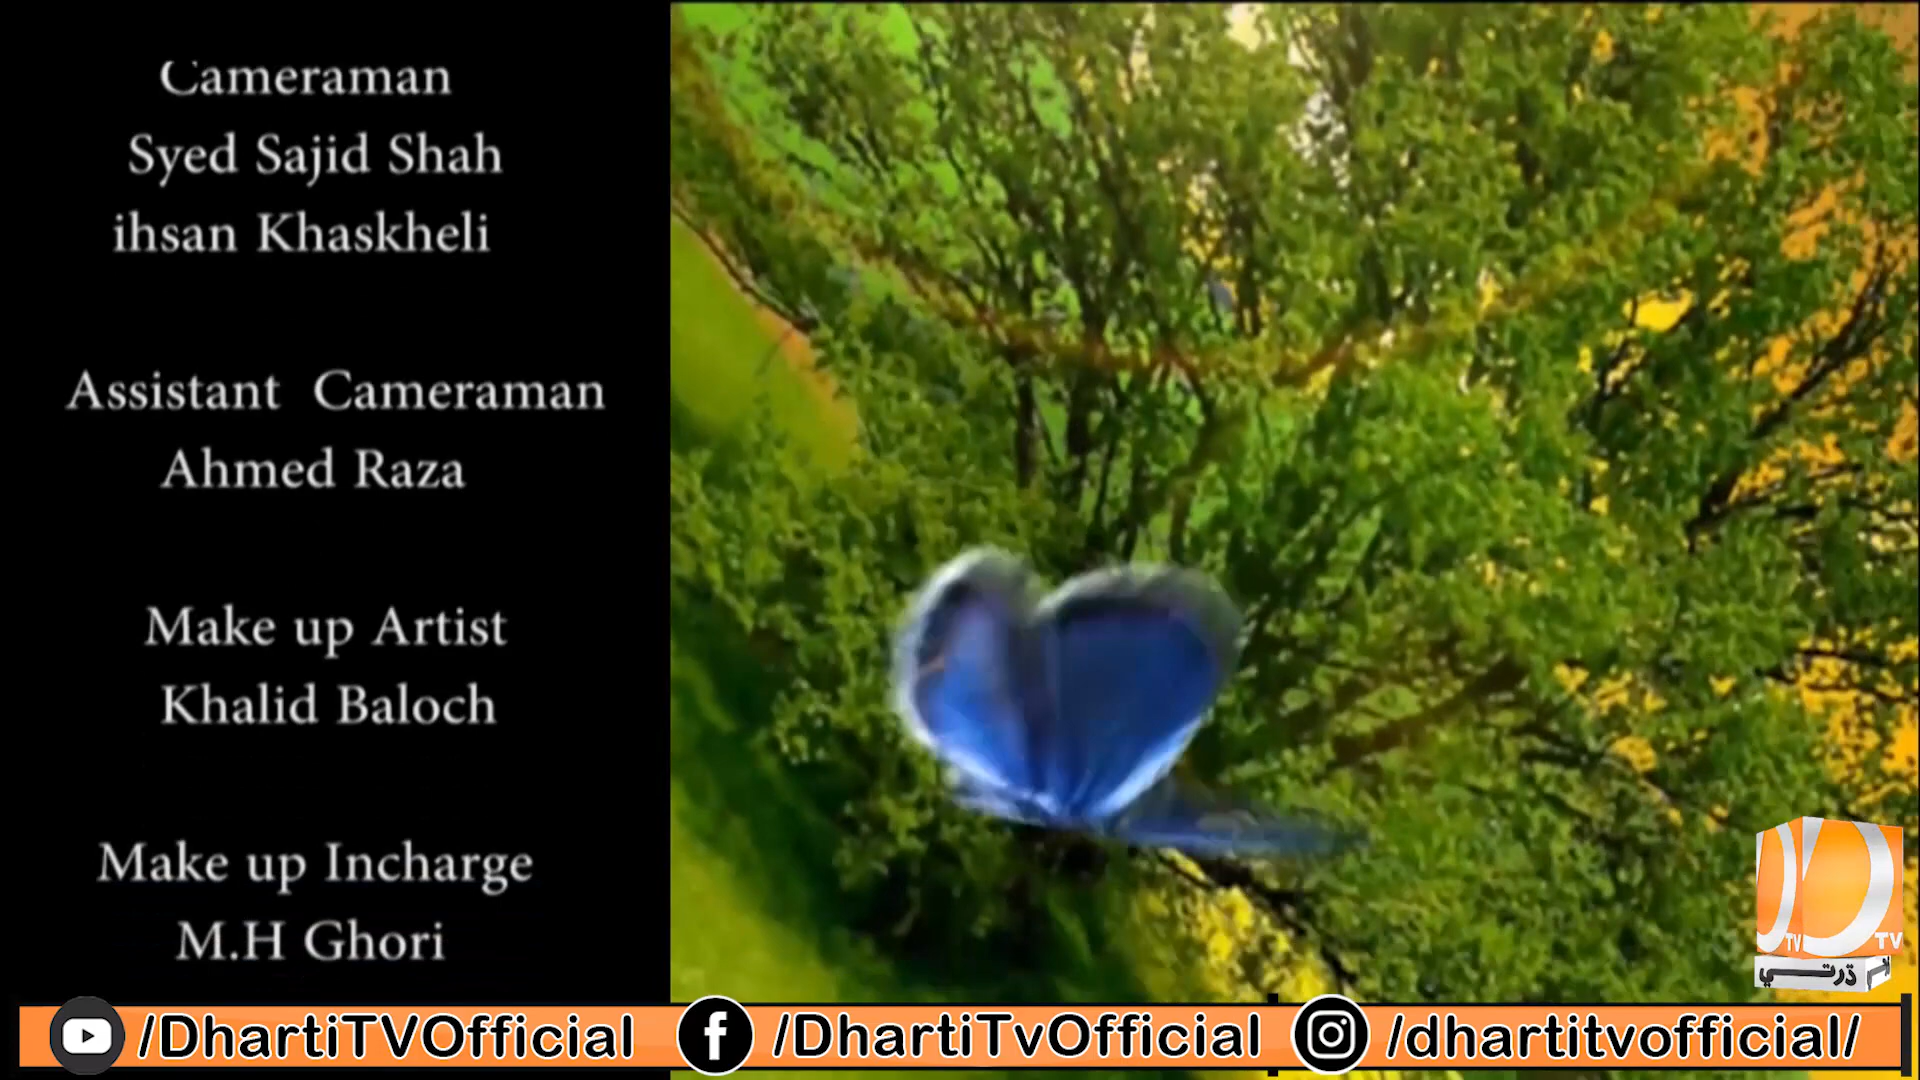 Cameraman
Syed Sajid Shah
ihsan Khaskheli
Assistant Cameraman
Ahmed Raza
Make up Artist
Khalid Baloch
Make up Incharge
M.H Ghori
TV
TV
ڌرتي
/DhartiTVOfficial
/DhartiTvOfficial
/dhartitvofficial/